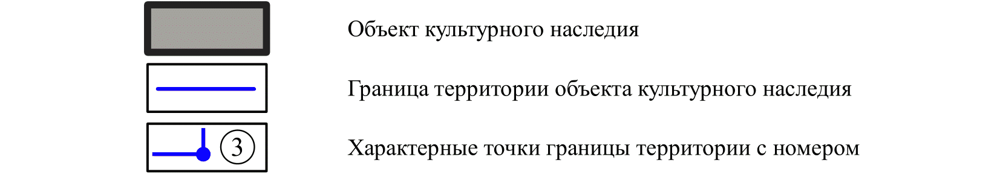 Объект культурного наследия
Граница территории объекта культурного наследия
3 Характерные точки границы территории с номером